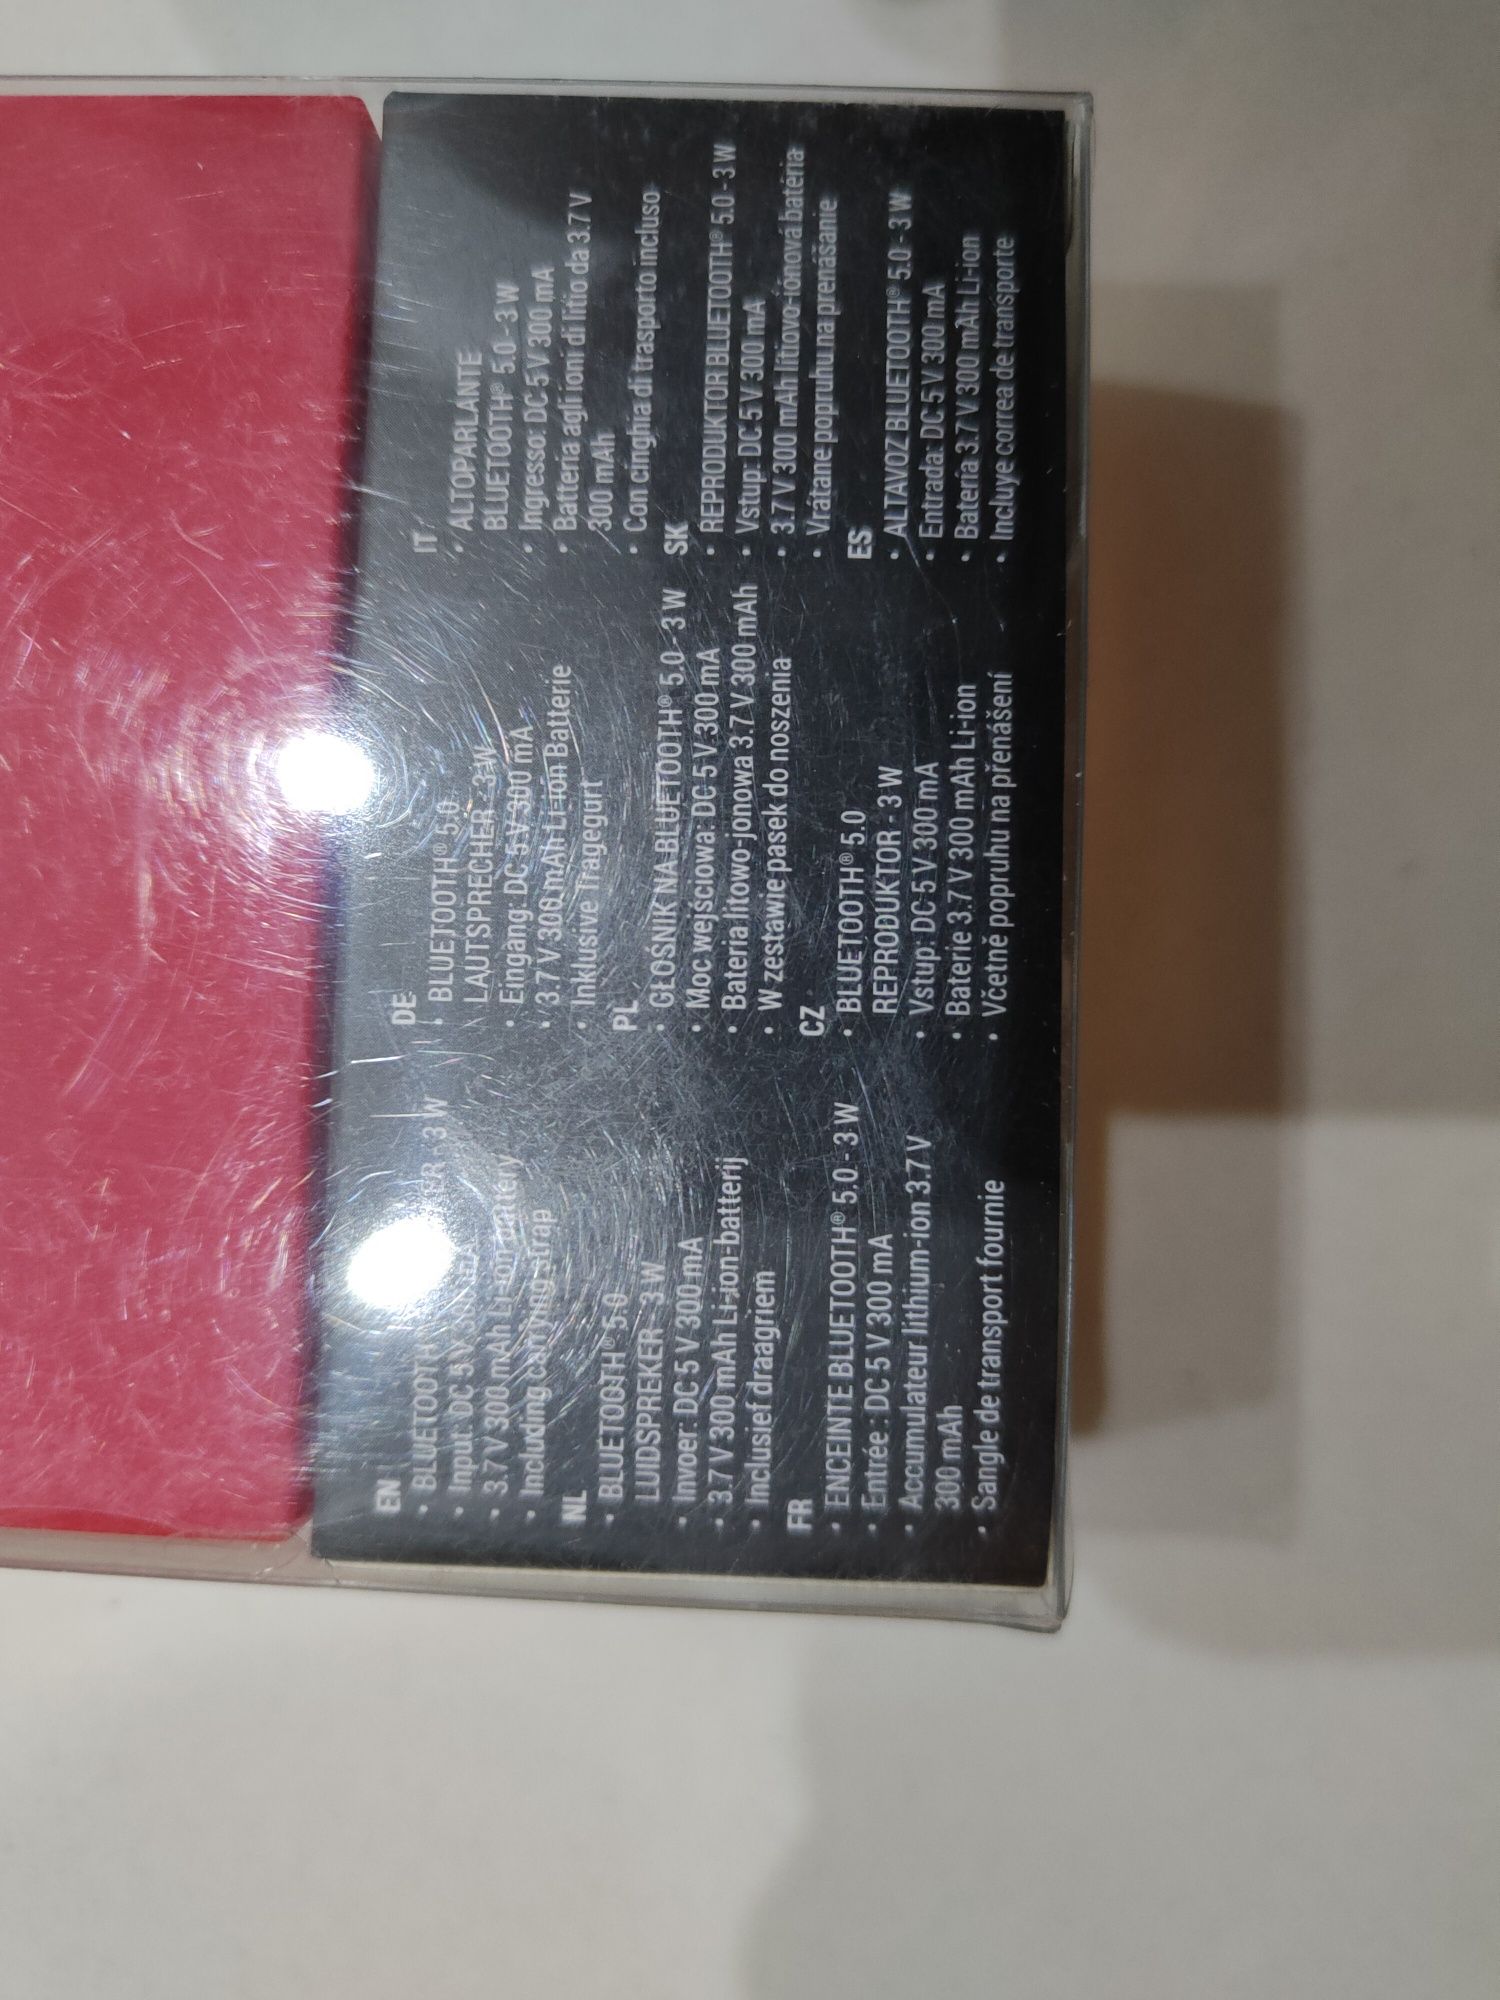 EN
• BLUETOOTH ER - 3 W
• Input: DC 5 V 300 mA
• 3.7 V 300 mAh Li-ion battery
• Including carrying strap
NL
• BLUETOOTH® 5.0
LUIDSPREKER - 3 W
• Invoer: DC 5 V 300 mA
• 3.7 V 300 mAh Li-ion-batterij
• Inclusief draagriem
FR
• ENCEINTE BLUETOOTH® 5.0 - 3 W
• Entrée : DC 5 V 300 mA
• Accumulateur lithium-ion 3.7 V
300 mAh
• Sangle de transport fournie
DE
• BLUETOOTH® 5.0
LAUTSPRECHER - 3 W
• Eingang: DC 5 V 300 mA
• 3.7 V 300 mAh Li-ion Batterie
• Inklusive Tragegurt
PL
• GŁOŚNIK NA BLUETOOTH® 5.0 - 3 W
• Moc wejściowa: DC 5 V 300 mA
• Bateria litowo-jonowa 3.7 V 300 mAh
• W zestawie pasek do noszenia
CZ
• BLUETOOTH® 5.0
REPRODUKTOR - 3 W
• Vstup: DC 5 V 300 mA
• Baterie 3.7 V 300 mAh Li-ion
• Včetně popruhu na přenášení
IT
• ALTOPARLANTE
BLUETOOTH® 5.0 - 3 W
• Ingresso: DC 5 V 300 mA
• Batteria agli ioni di litio da 3.7 V
300 mAh
• Con cinghia di trasporto incluso
SK
• REPRODUKTOR BLUETOOTH® 5.0 - 3 W
• Vstup: DC 5 V 300 mA
• 3.7 V 300 mAh lítiovo-iónová batéria
• Vrátane popruhu na prenášanie
ES
• ALTAVOZ BLUETOOTH® 5.0 - 3 W
• Entrada: DC 5 V 300 mA
• Batería 3.7 V 300 mAh Li-ion
• Incluye correa de transporte